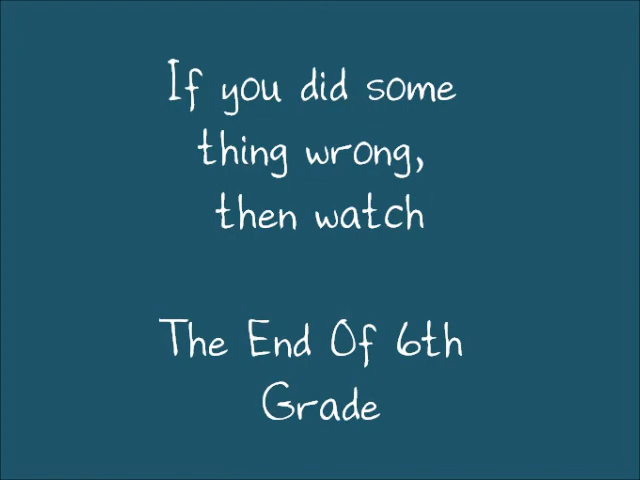 If you did some
thing wrong,
then watch
The End Of 6th
Grade